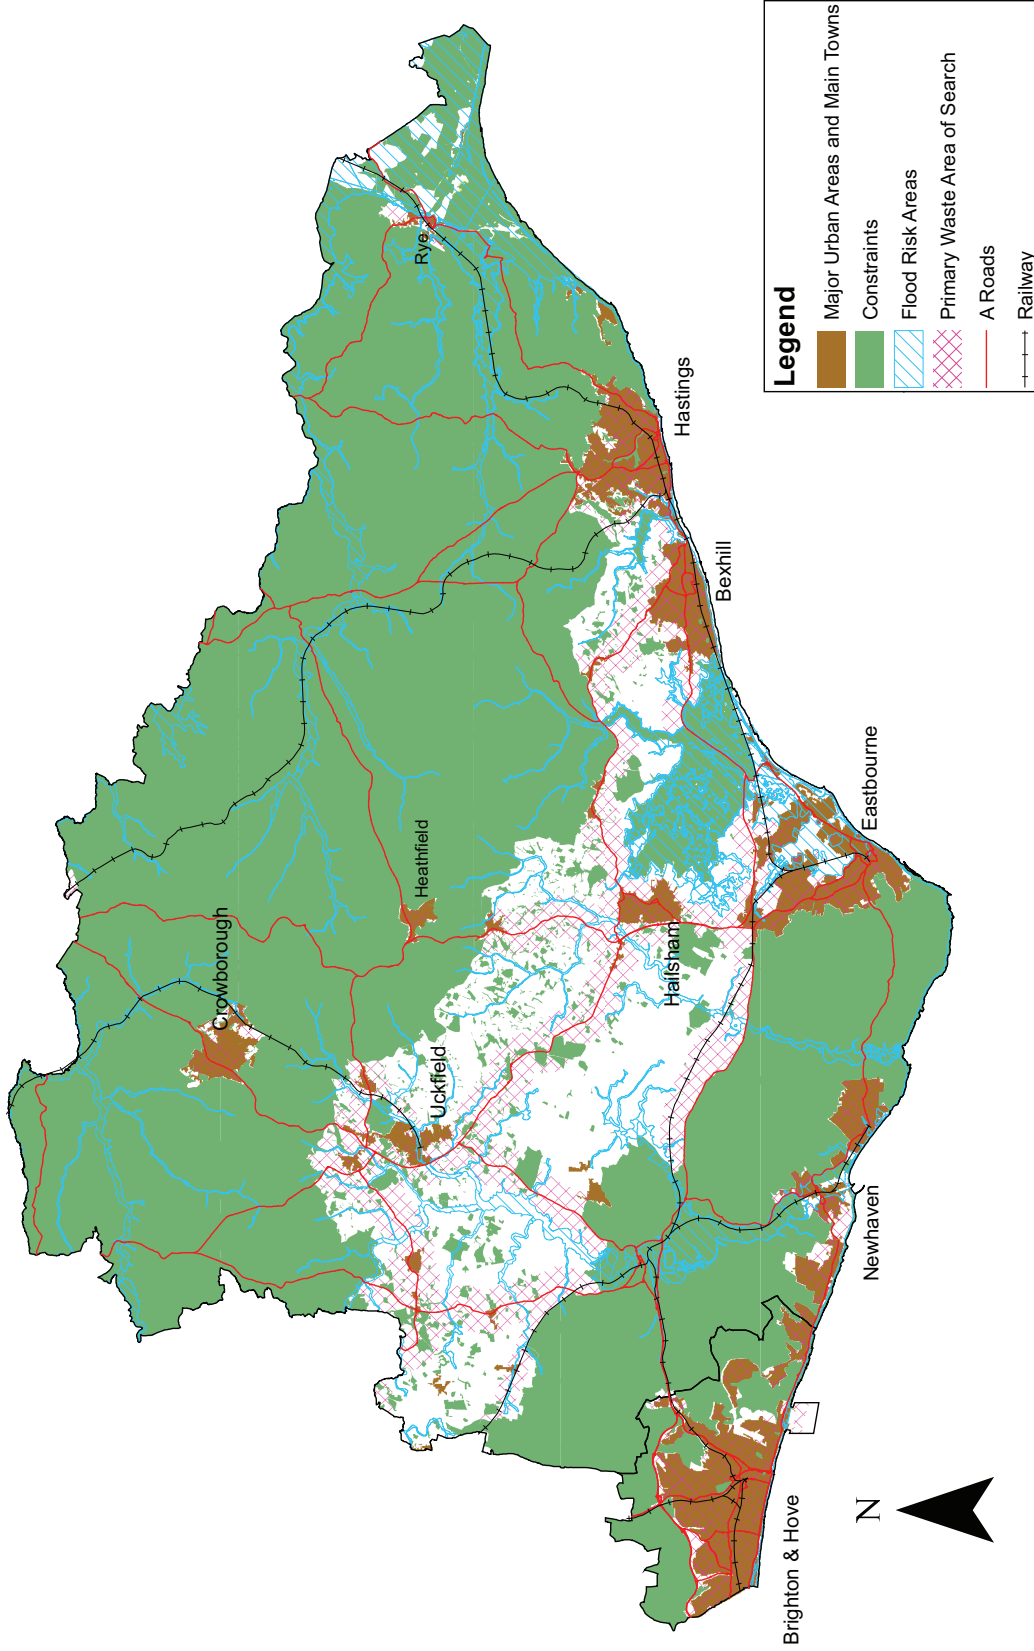 Crowborough
Heathfield
Rye
Uckfield
Hailsham
Hastings
Bexhill
Eastbourne
Newhaven
Brighton & Hove
N
Legend
Major Urban Areas and Main Towns
Constraints
Flood Risk Areas
Primary Waste Area of Search
A Roads
Railway